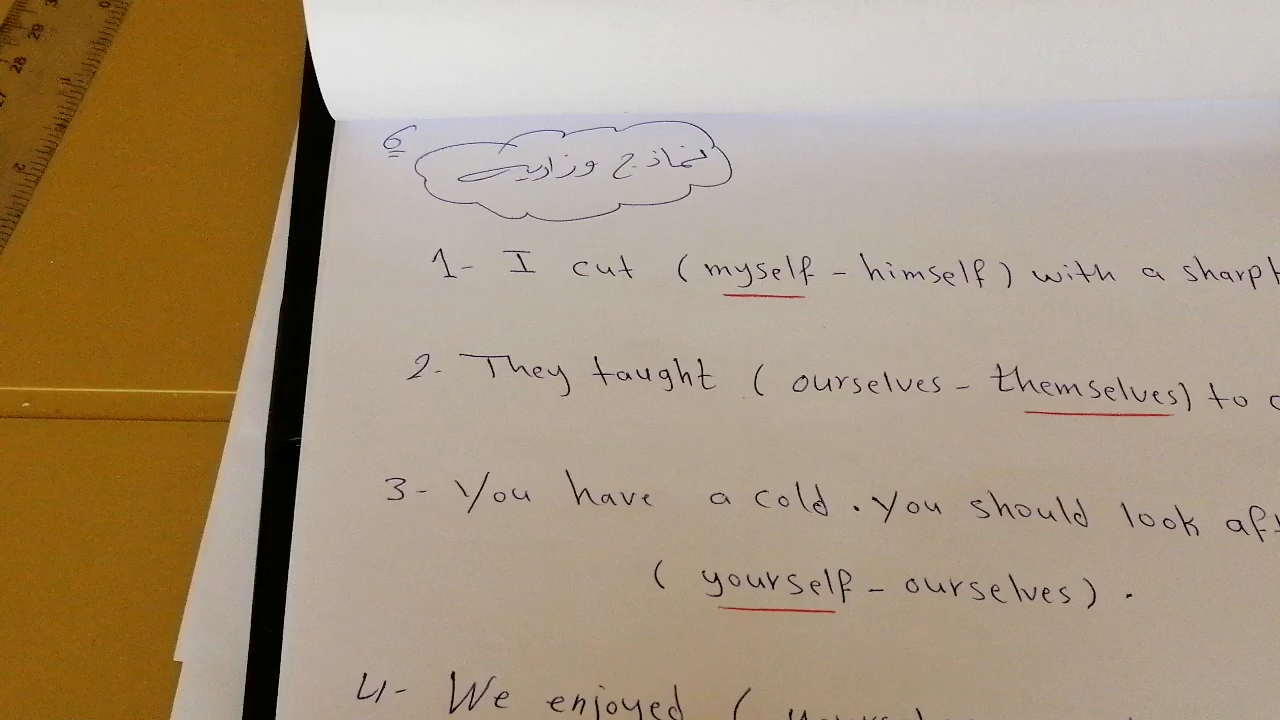 6
نماذج وزارية
1- I cut (myself - himself) with a sharp
2- They taught (ourselves - themselves) to
3- You have a cold. You should look
(yourself - ourselves).
4- We enjoyed (